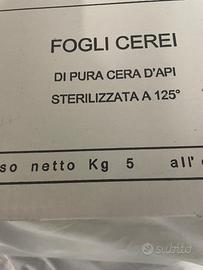 FOGLI CEREI
DI PURA CERA D'API
STERILIZZATA A 125°
so netto Kg 5 all'
subito